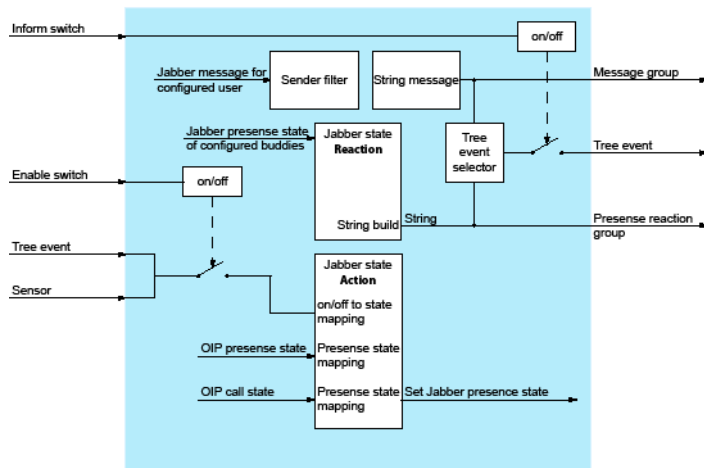 Inform switch
on/off
Jabber message for
configured user
Sender filter
String message
Message group
Jabber presense state
of configured buddies
Jabber state
Reaction
String build
String
Tree
event
selector
Tree event
Presense reaction
group
Enable switch
on/off
Tree event
Sensor
Jabber state
Action
on/off to state
mapping
OIP presense state
Presense state
mapping
OIP call state
Presense state
mapping
Set Jabber presence state